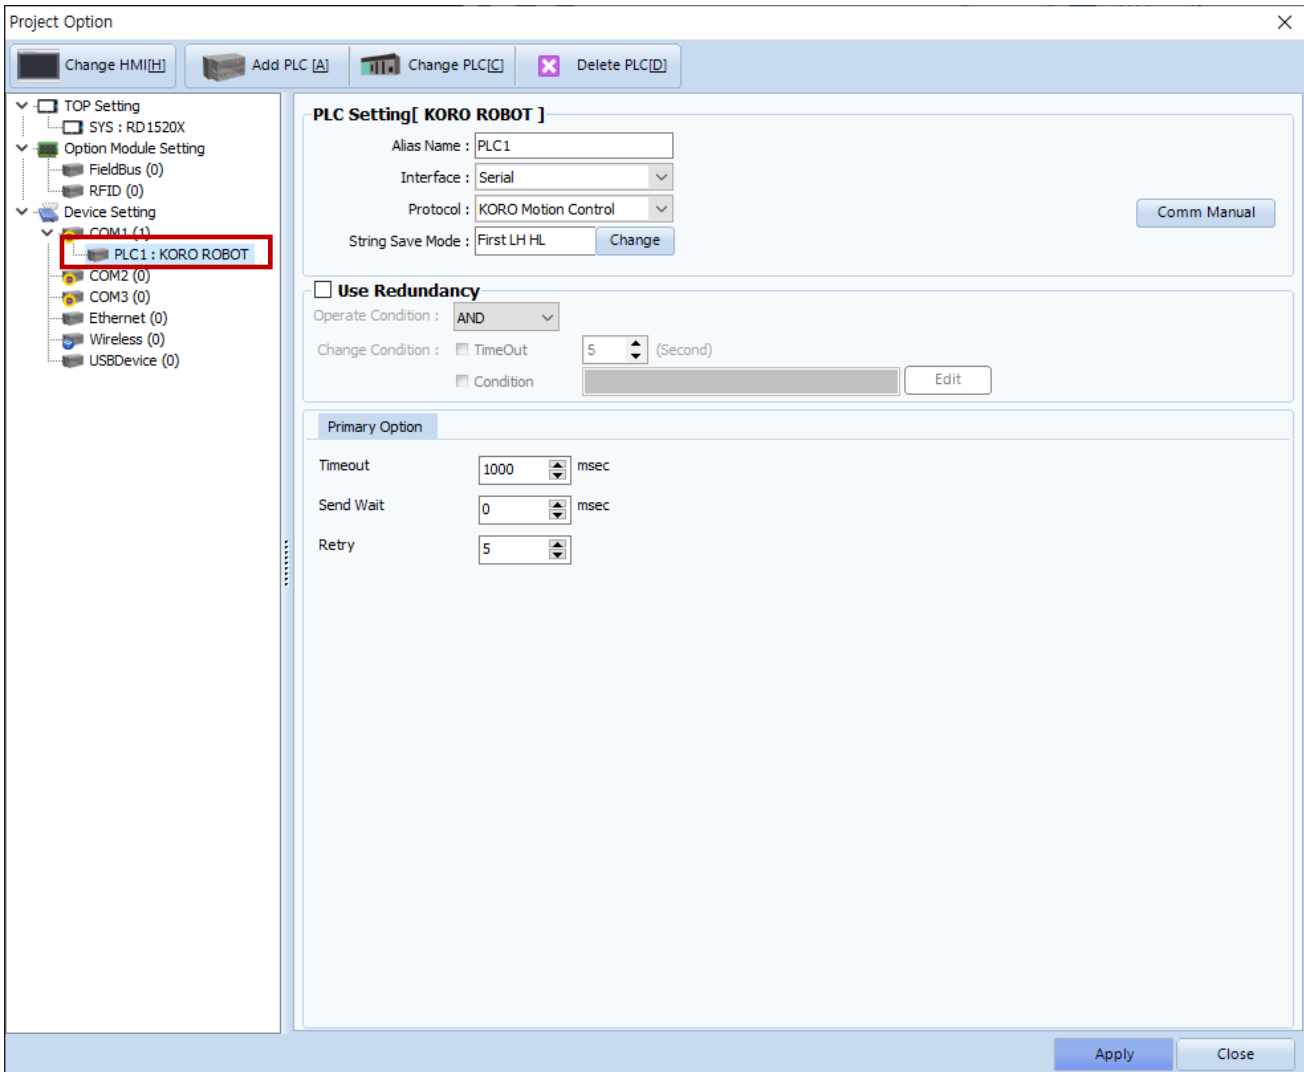 Project Option
Change HMI[H] Add PLC [A] Change PLC[C] Delete PLC[D]
TOP Setting
SYS : RD1520X
Option Module Setting
FieldBus (0)
RFID (0)
Device Setting
COM1 (1)
PLC1 : KORO ROBOT
COM2 (0)
COM3 (0)
Ethernet (0)
Wireless (0)
USBDevice (0)
PLC Setting[ KORO ROBOT ]
Alias Name : PLC1
Interface : Serial
Protocol : KORO Motion Control
Comm Manual
String Save Mode : First LH HL Change
Use Redundancy
Operate Condition : AND
Change Condition : TimeOut 5 (Second)
Condition Edit
Primary Option
Timeout 1000 msec
Send Wait 0 msec
Retry 5
Apply Close